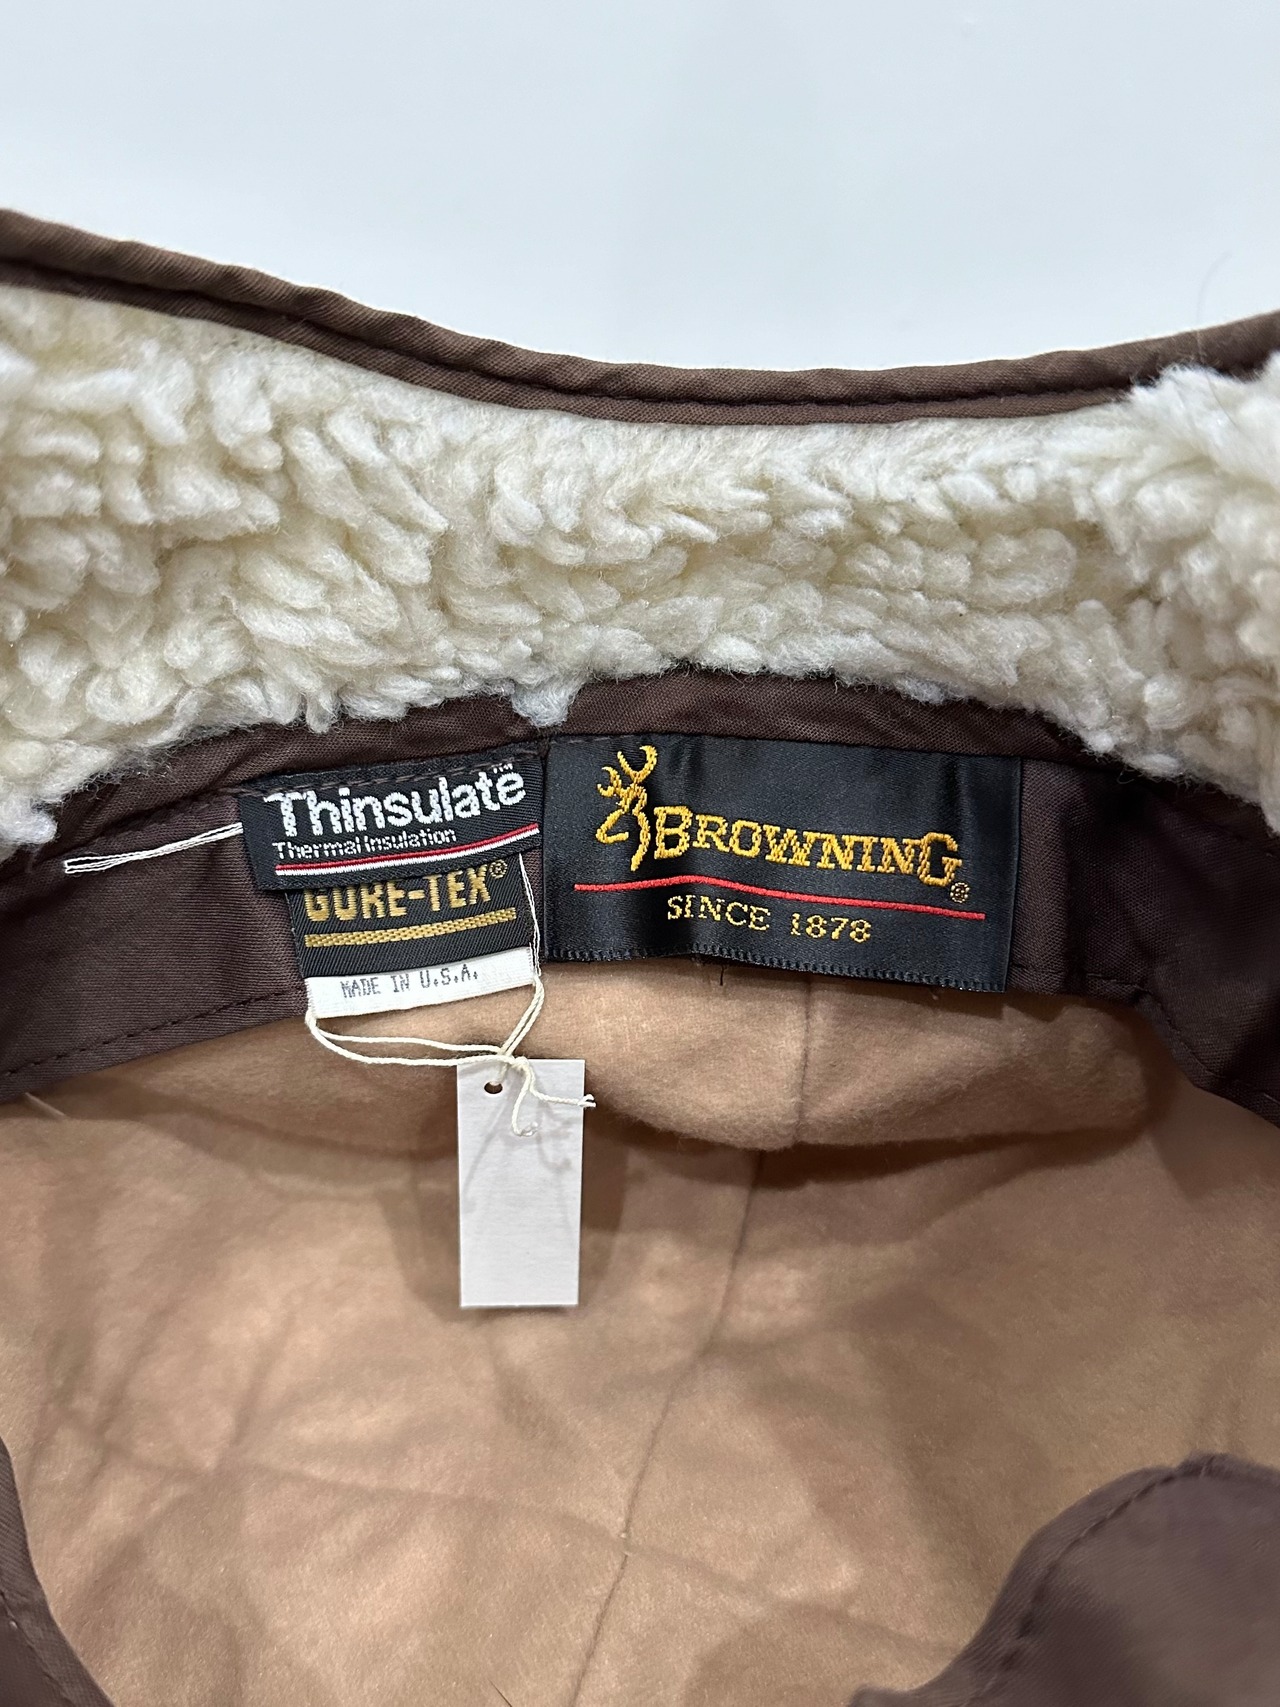 Thinsulate™
Thermal Insulation
GORE-TEX®
MADE IN U.S.A.
BROWNING®
SINCE 1878